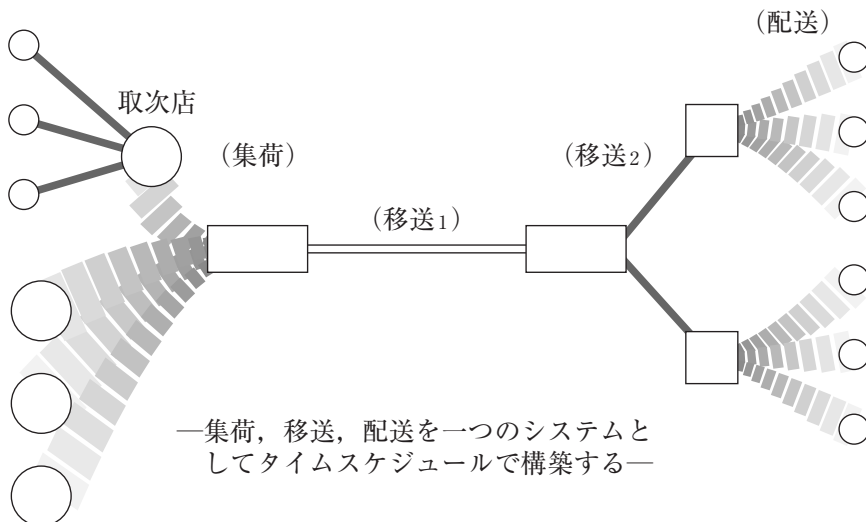 （配送）
取次店
（集荷）
（移送2）
（移送1）
―集荷，移送，配送を一つのシステムと
してタイムスケジュールで構築する―